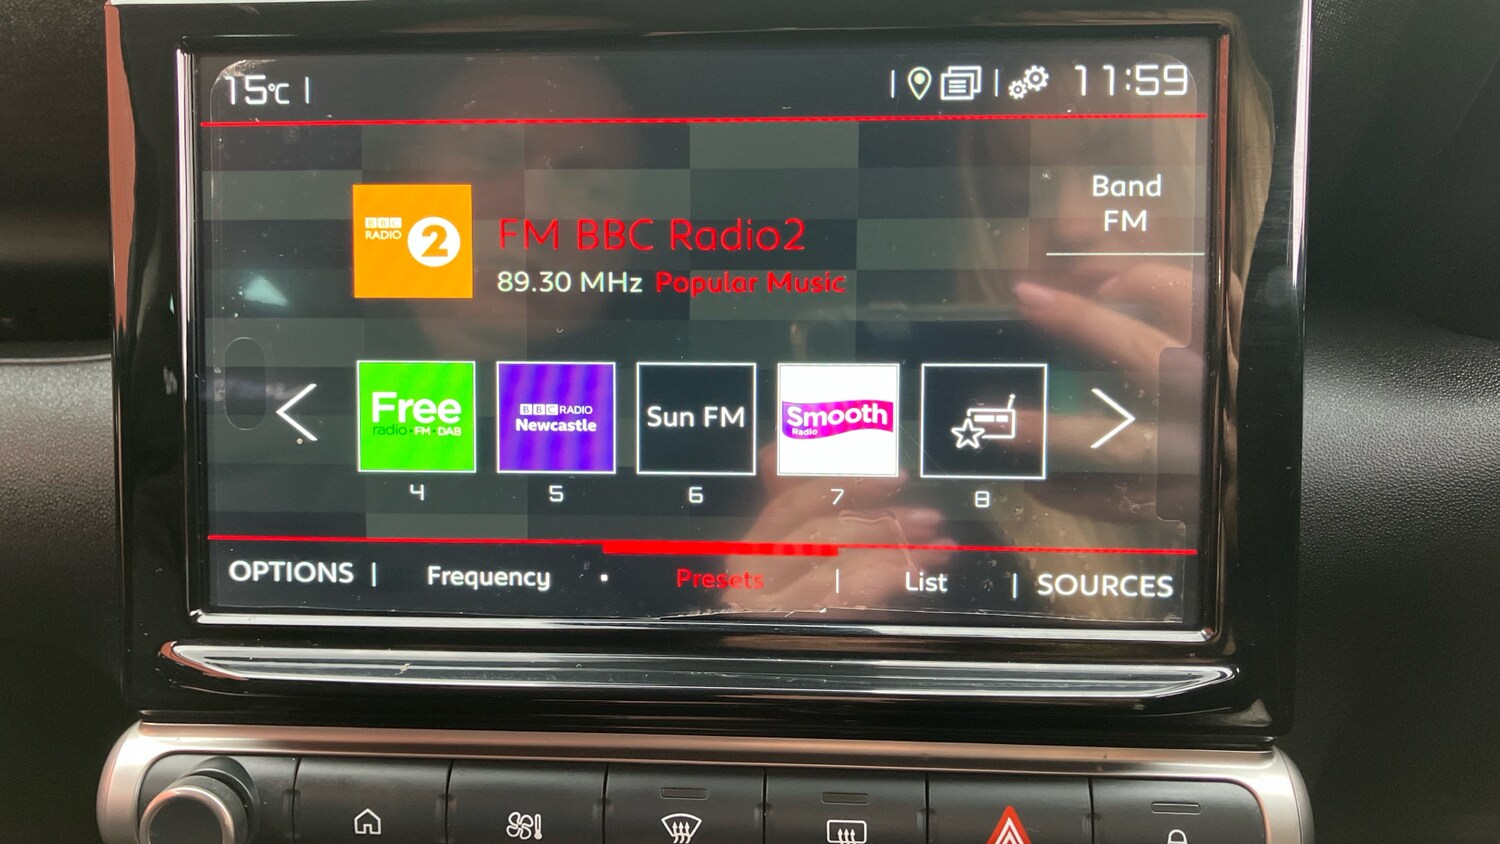 15°C
11:59
Band
FM
BBC
RADIO
2
FM BBC Radio2
89.30 MHz Popular Music
Free
radio·FM·DAB
BBC RADIO
Newcastle
Sun FM
Smooth
Radio
4
5
6
7
8
OPTIONS | Frequency Presets | List | SOURCES